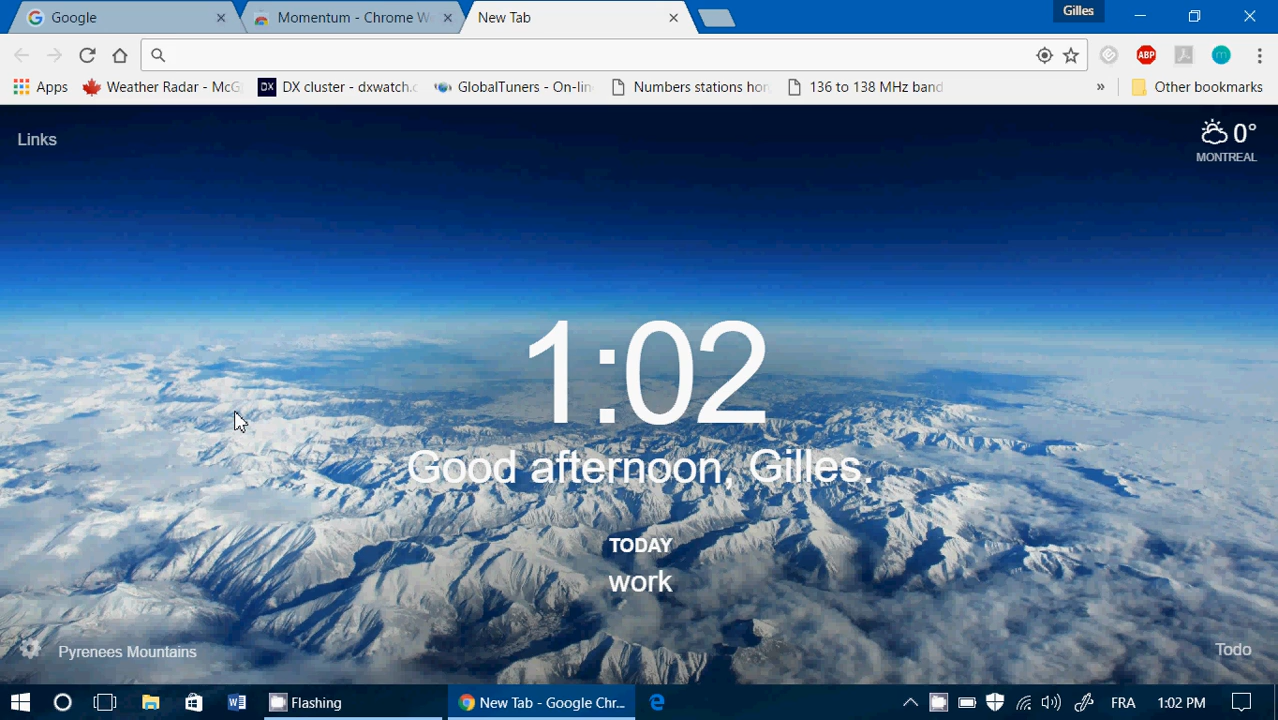 Google
Momentum - Chrome W
New Tab
Gilles
Apps
Weather Radar - McG
DX
DX cluster - dxwatch.c
GlobalTuners - On-lin
Numbers stations hor
136 to 138 MHz band
»
Other bookmarks
ABP
m
Links
0°
MONTREAL
1:02
Good afternoon, Gilles.
TODAY
work
Pyrenees Mountains
Todo
Flashing
New Tab - Google Chr...
FRA
1:02 PM